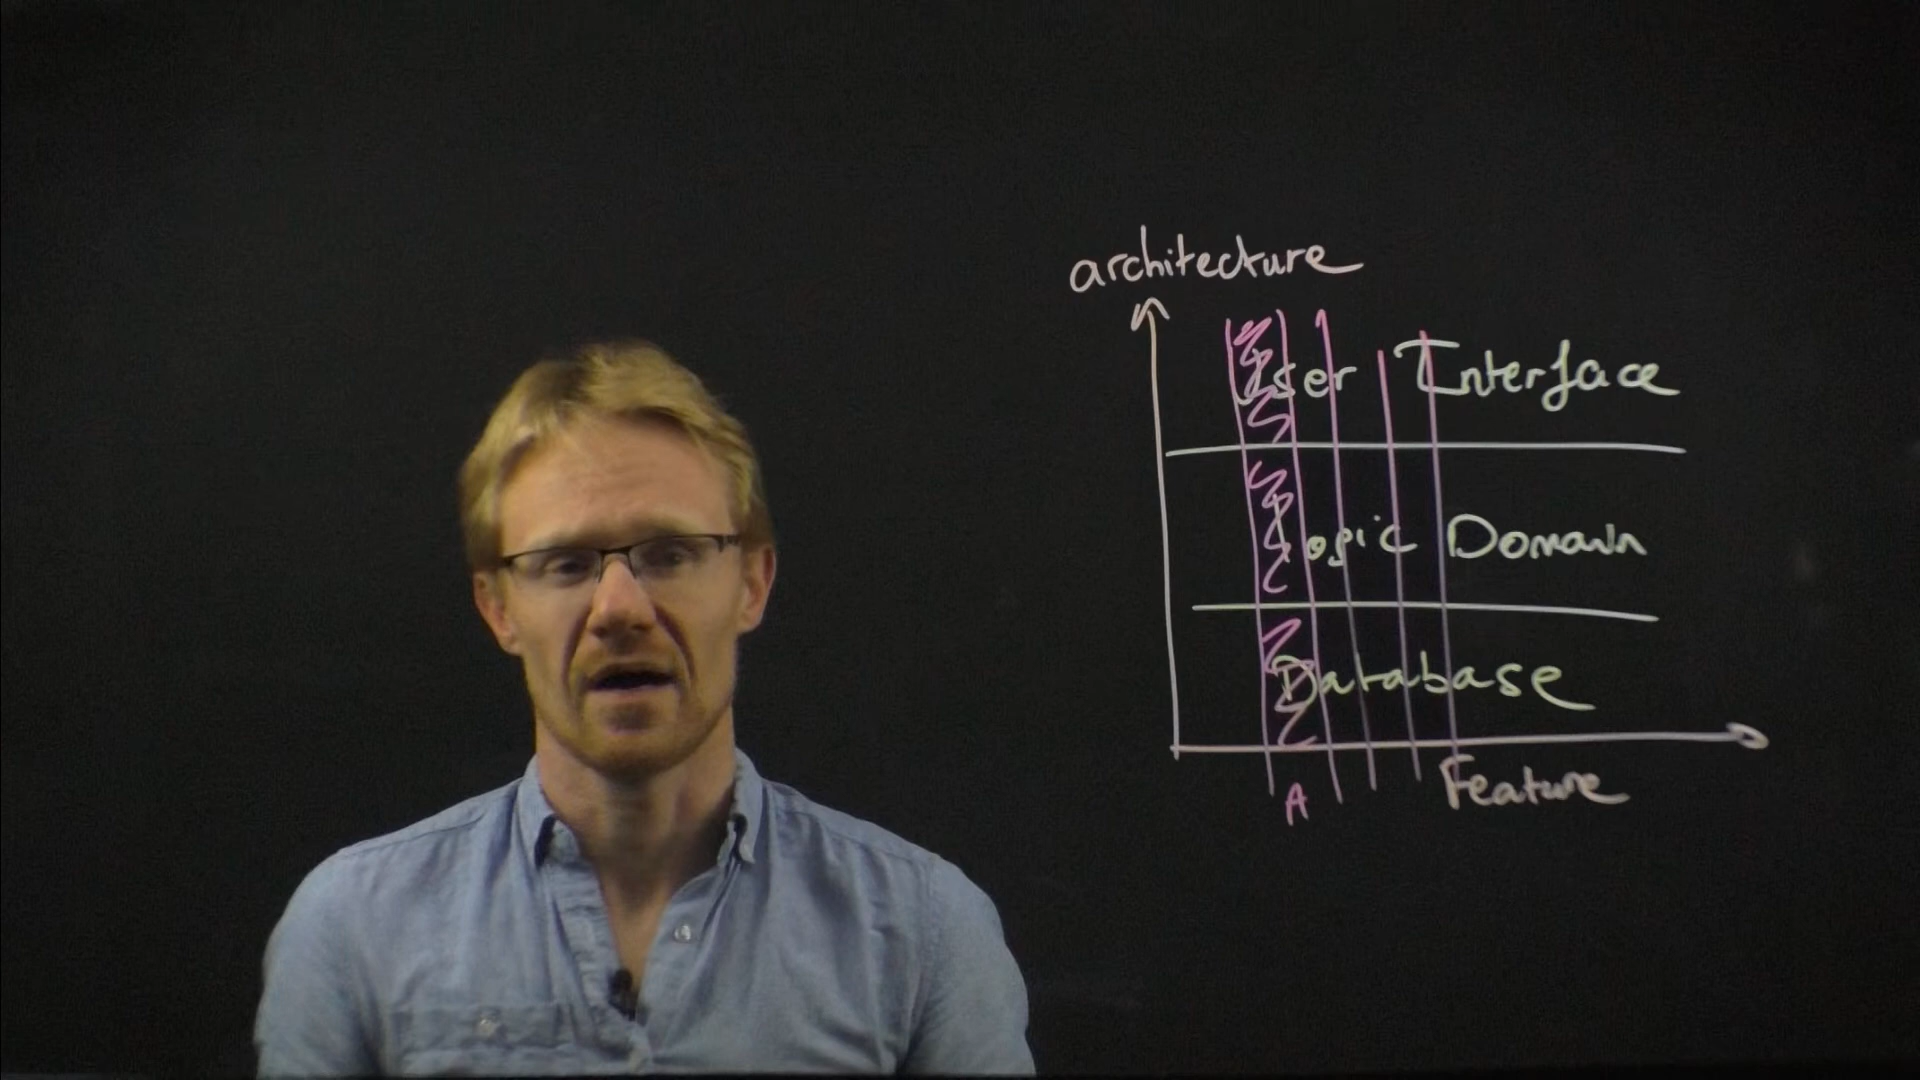 architecture
User Interface
Logic Domain
Database
Feature
A